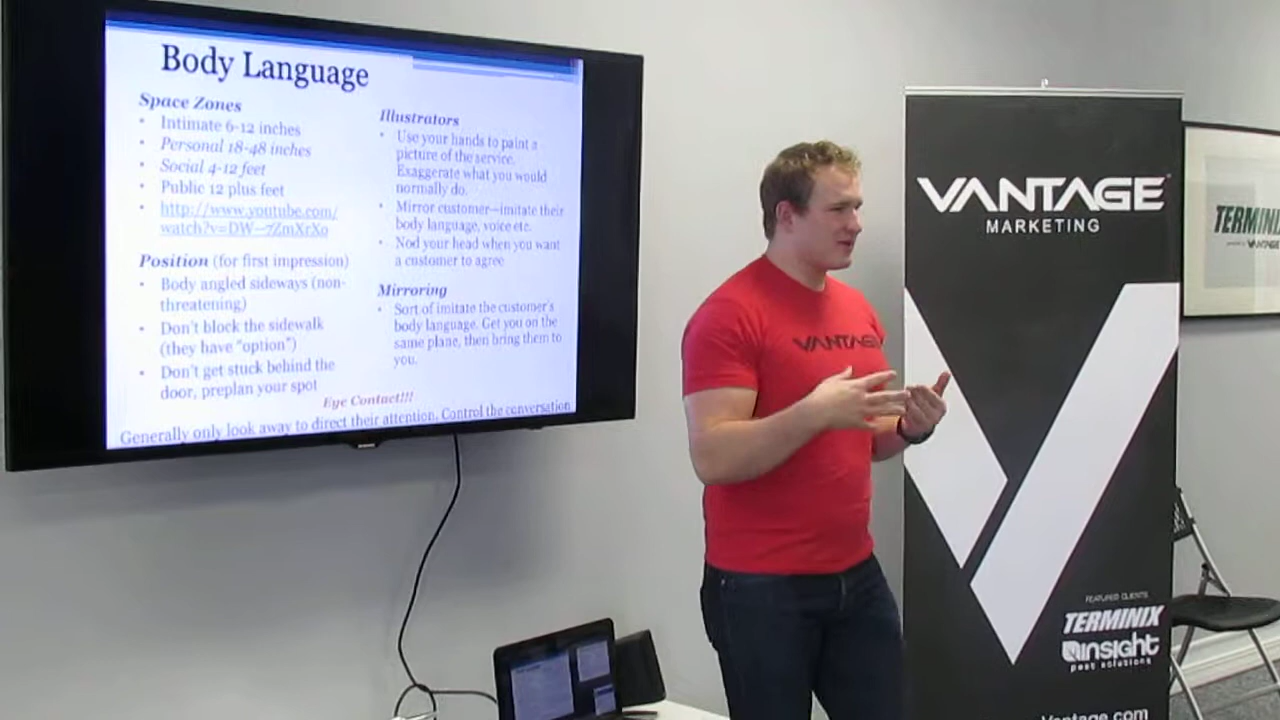 Body Language
Space Zones
• Intimate 6-12 inches
• Personal 18-48 inches
• Social 4-12 feet
• Public 12 plus feet
• http://www.youtube.com/
watch?v=DW--7ZmXrXo
Position (for first impression)
• Body angled sideways (non-
threatening)
• Don't block the sidewalk
(they have "option")
• Don't get stuck behind the
door, preplan your spot
Illustrators
• Use your hands to paint a
picture of the service.
Exaggerate what you would
normally do.
• Mirror customer—imitate their
body language, voice etc.
• Nod your head when you want
a customer to agree
Mirroring
• Sort of imitate the customer's
body language. Get you on the
same plane, then bring them to
you.
Eye Contact!!!
Generally only look away to direct their attention. Control the conversation
VANTAGE
VANTAGE
MARKETING
FEATURED CLIENTS
TERMINIX
insight
pest solutions
Vantage.com
TERMINIX
VANTAGE